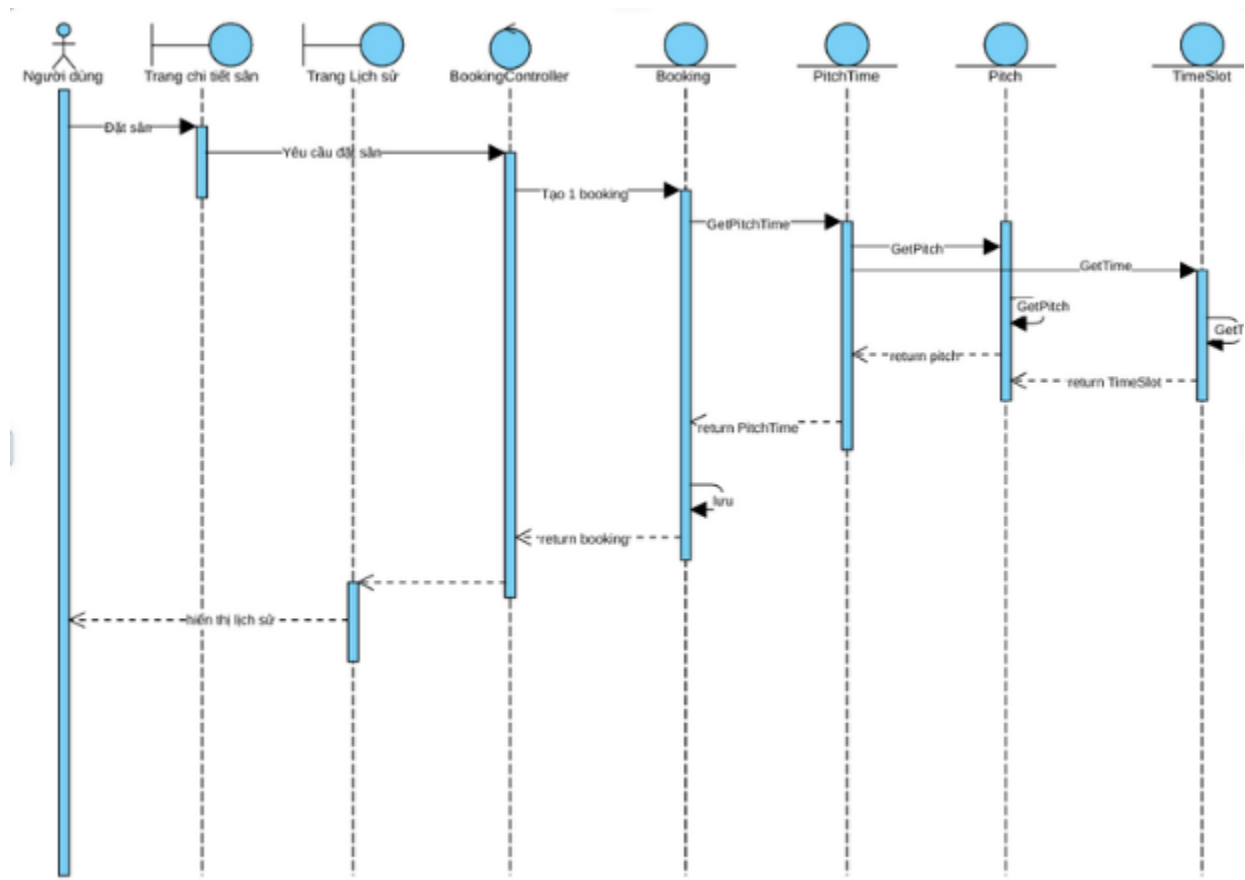 Người dùng
Trang chi tiết sân
Trang Lịch sử
BookingController
Booking
PitchTime
Pitch
TimeSlot
Đặt sân
Yêu cầu đặt sân
Tạo 1 booking
GetPitchTime
GetPitch
GetTime
GetPitch
GetT
return pitch
return TimeSlot
return PitchTime
lưu
return booking
hiển thị lịch sử